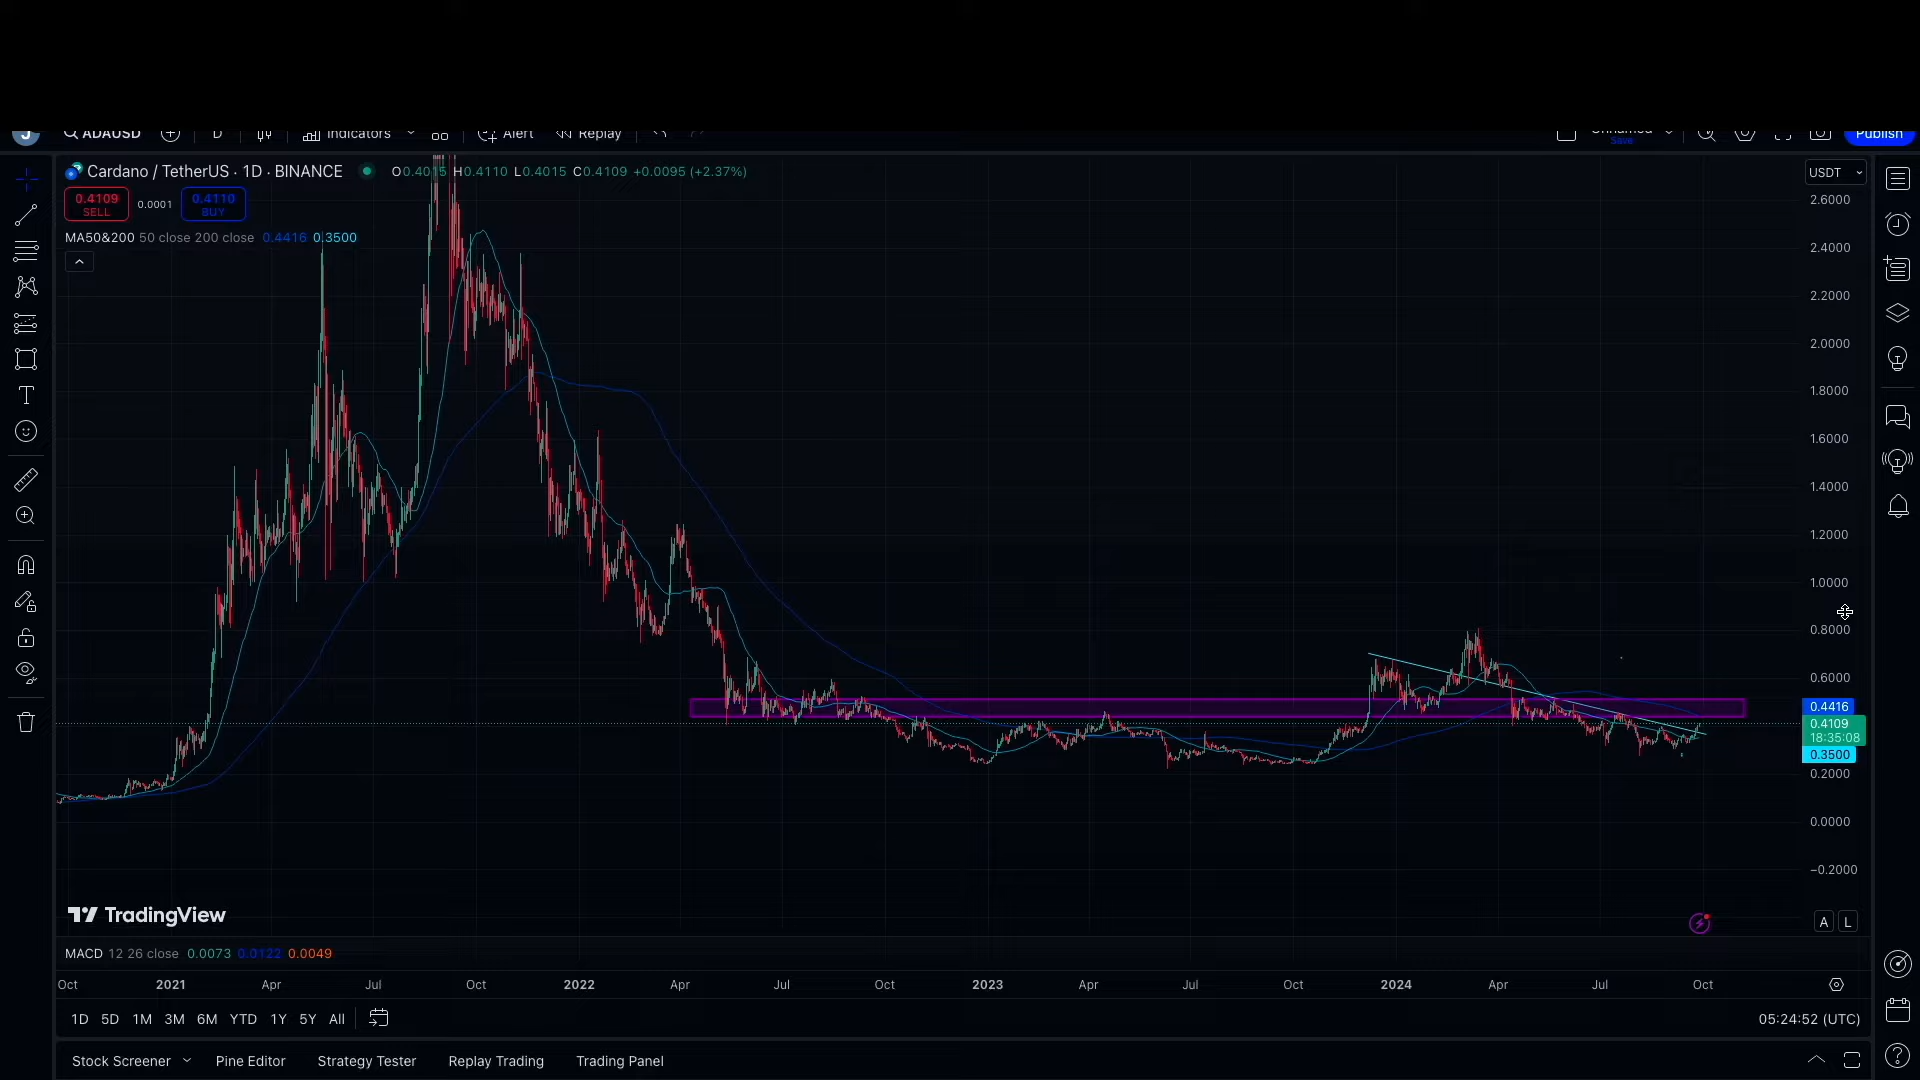 J ADAUSD D Indicators Alert Replay Unnamed Save Publish
Cardano / TetherUS · 1D · BINANCE O0.4015 H0.4110 L0.4015 C0.4109 +0.0095 (+2.37%)
USDT
0.4109 SELL 0.0001 0.4110 BUY
MA50&200 50 close 200 close 0.4416 0.3500
2.6000
2.4000
2.2000
2.0000
1.8000
1.6000
1.4000
1.2000
1.0000
0.8000
0.6000
0.4416
0.4109
18:35:08
0.3500
0.2000
0.0000
−0.2000
TradingView
A L
MACD 12 26 close 0.0073 0.0122 0.0049
Oct 2021 Apr Jul Oct 2022 Apr Jul Oct 2023 Apr Jul Oct 2024 Apr Jul Oct
1D 5D 1M 3M 6M YTD 1Y 5Y All 05:24:52 (UTC)
Stock Screener Pine Editor Strategy Tester Replay Trading Trading Panel